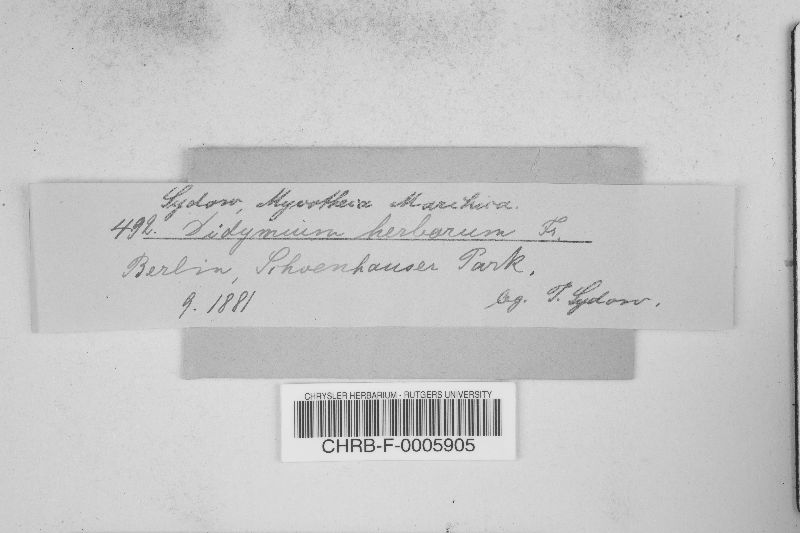 Sydow, Mycotheca Marchica.
492. Didymium herbarum Fr.
Berlin, Schoenhauser Park.
9. 1881 leg. P. Sydow.
CHRYSLER HERBARIUM - RUTGERS UNIVERSITY
CHRB-F-0005905